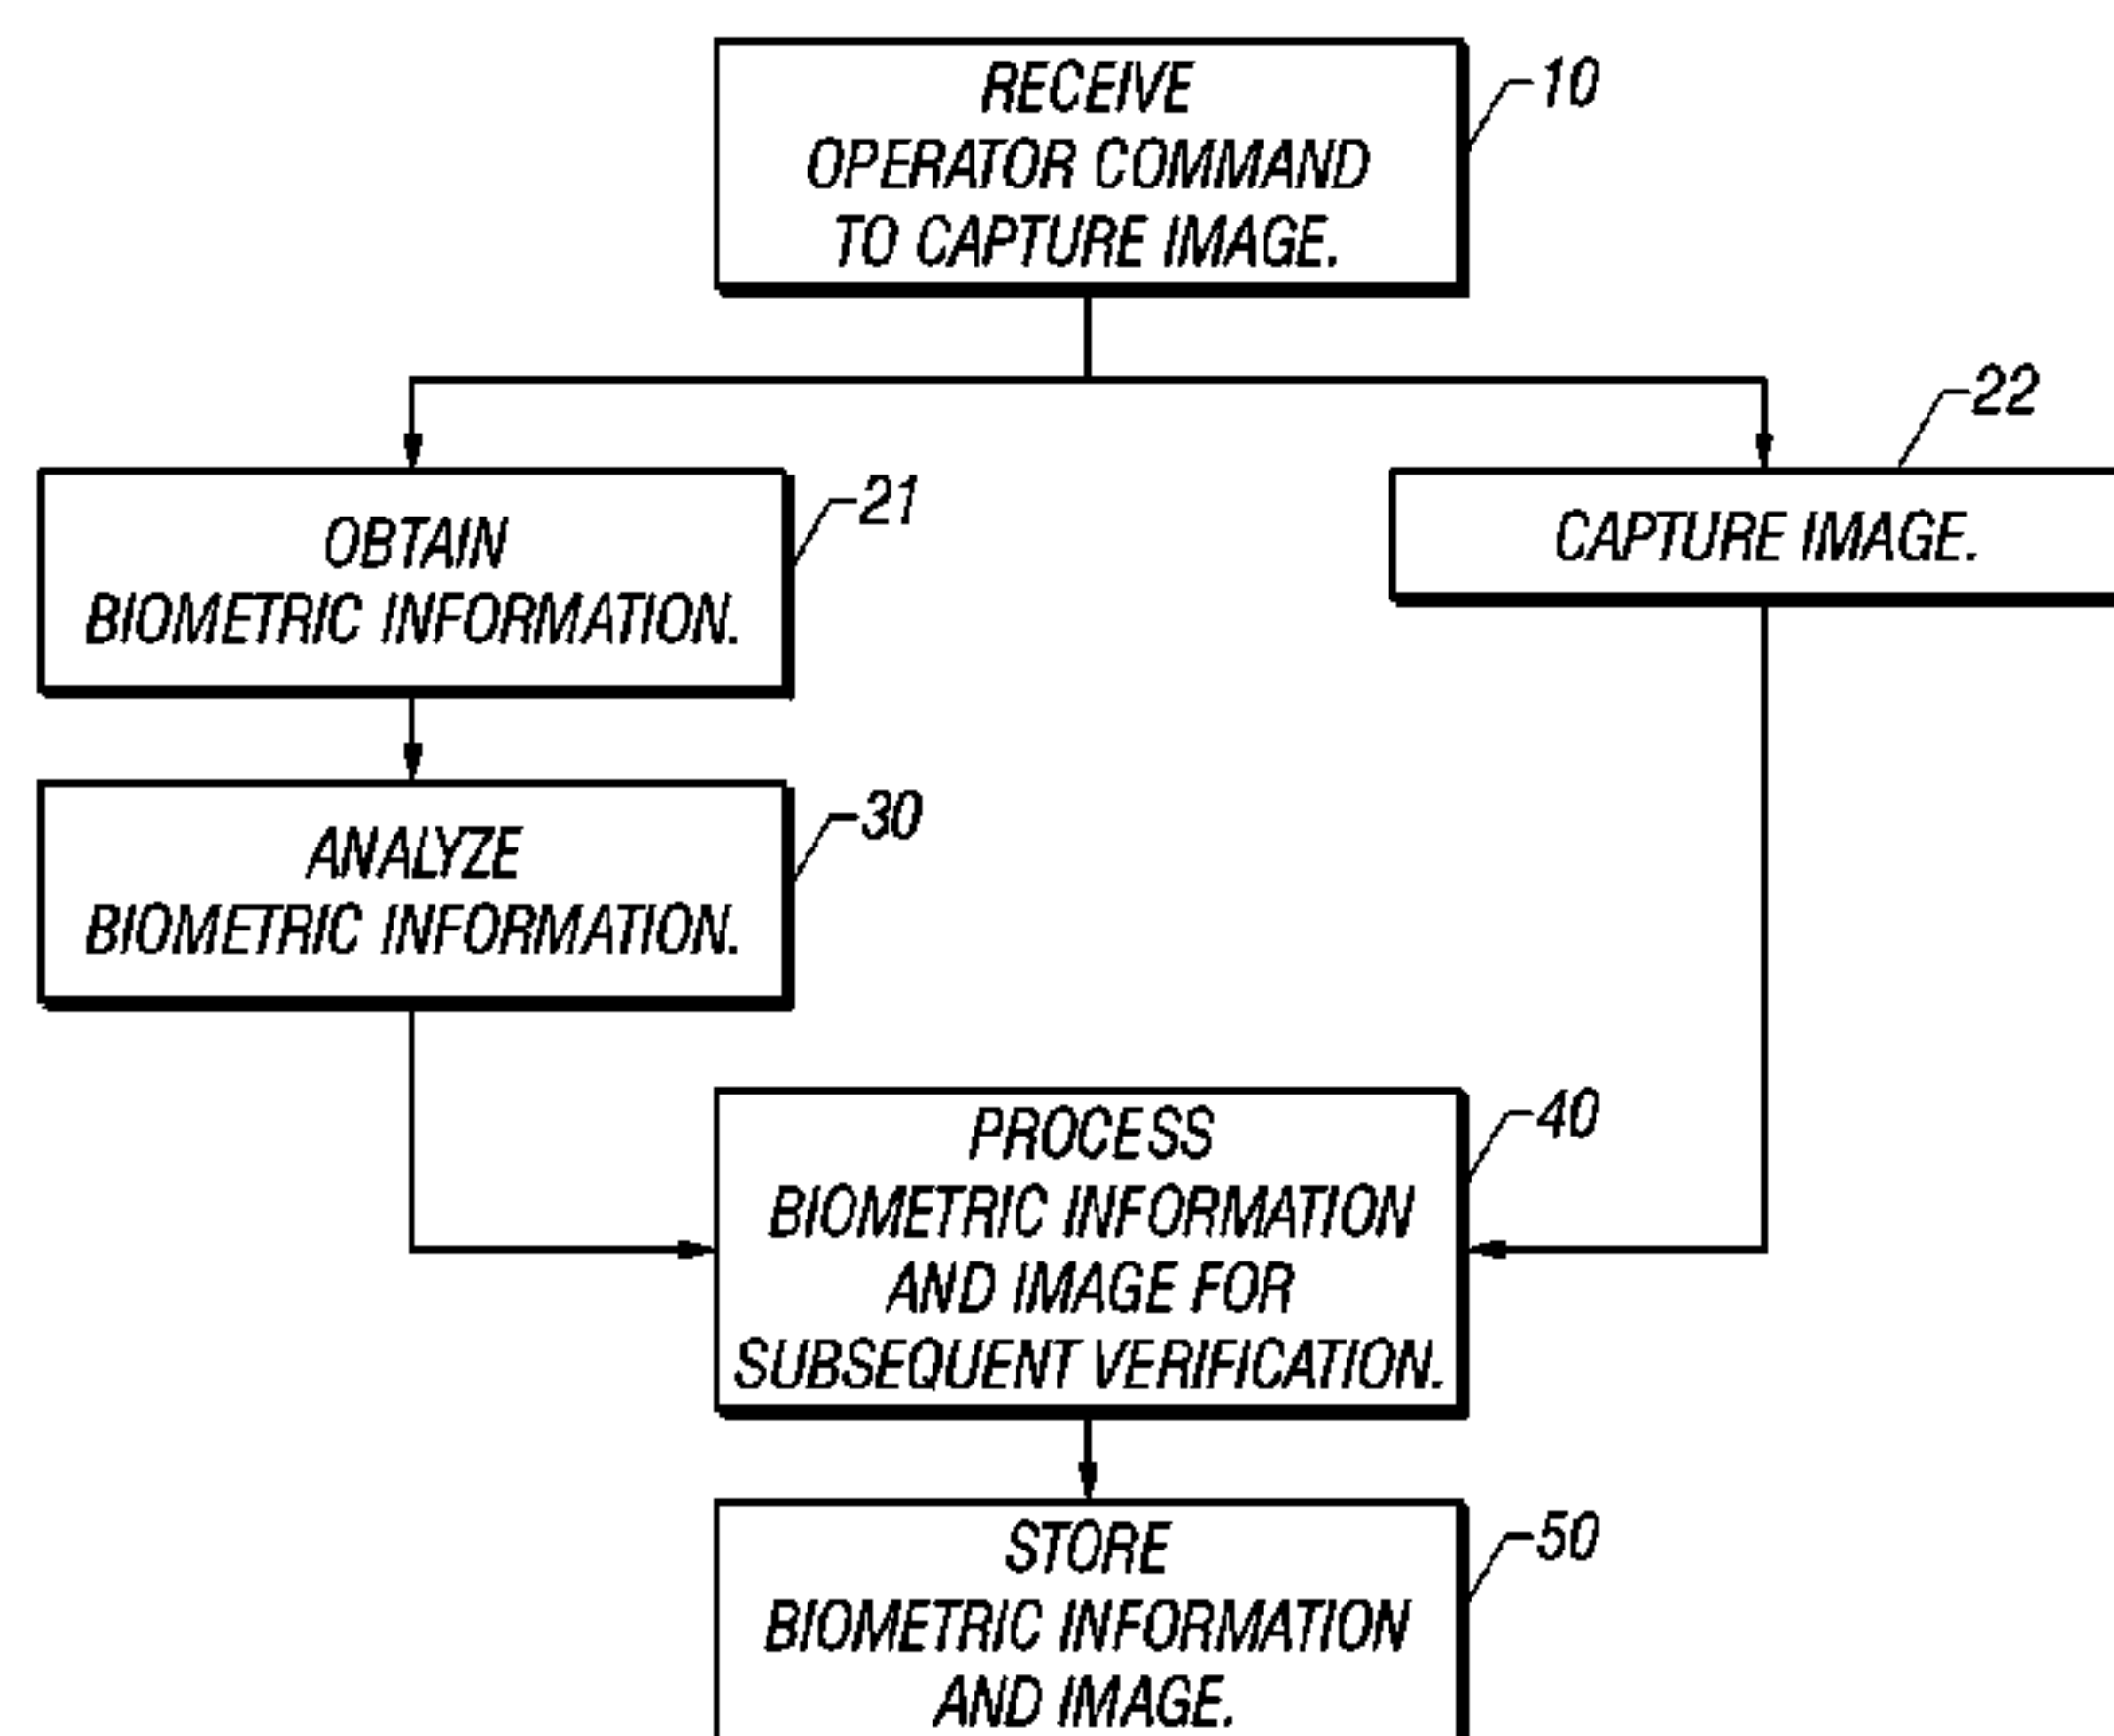 RECEIVE
OPERATOR COMMAND
TO CAPTURE IMAGE.
10
22
21
OBTAIN
BIOMETRIC INFORMATION.
CAPTURE IMAGE.
30
ANALYZE
BIOMETRIC INFORMATION.
40
PROCESS
BIOMETRIC INFORMATION
AND IMAGE FOR
SUBSEQUENT VERIFICATION.
50
STORE
BIOMETRIC INFORMATION
AND IMAGE.